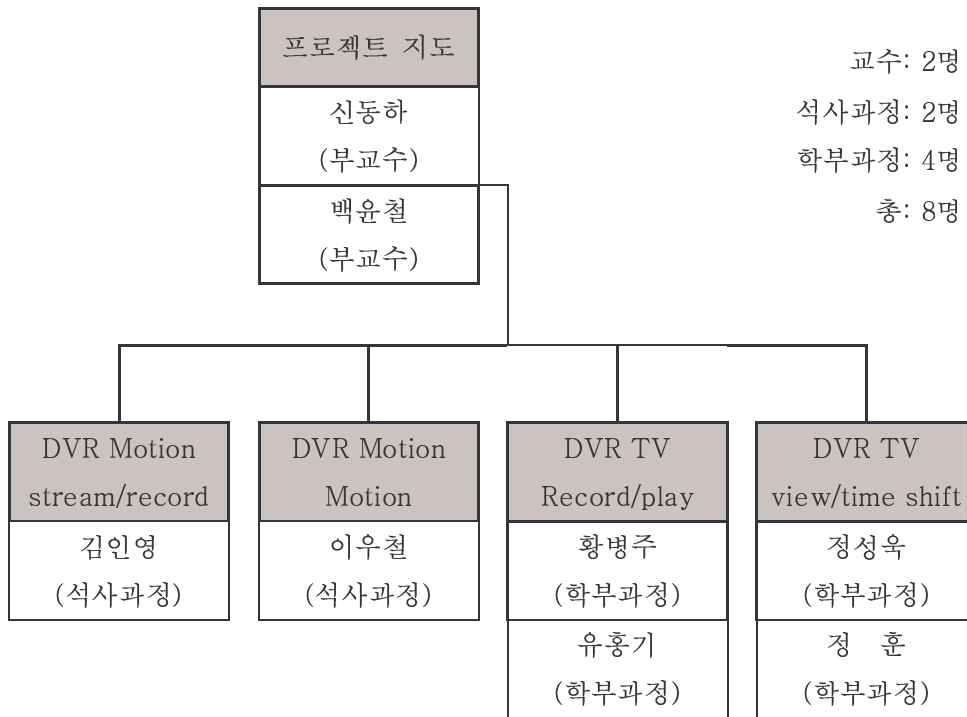 프로젝트 지도
신동하
(부교수)
백윤철
(부교수)
교수: 2명
석사과정: 2명
학부과정: 4명
총: 8명
DVR Motion
stream/record
김인영
(석사과정)
DVR Motion
Motion
이우철
(석사과정)
DVR TV
Record/play
황병주
(학부과정)
유홍기
(학부과정)
DVR TV
view/time shift
정성욱
(학부과정)
정 훈
(학부과정)